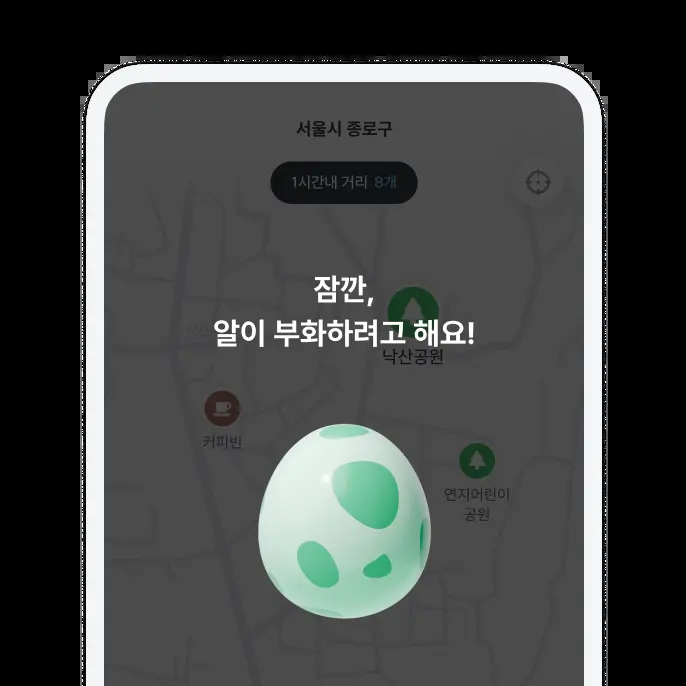 서울시 종로구
1시간내 거리 8개
잠깐,
알이 부화하려고 해요!
낙산공원
커피빈
연지어린이
공원